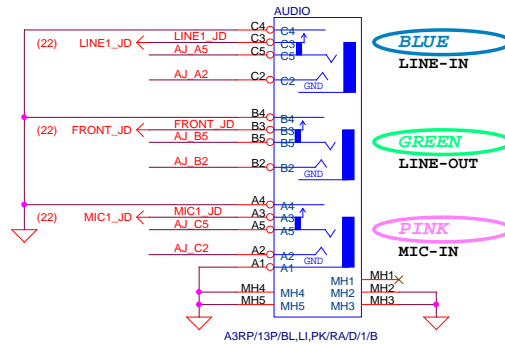 AUDIO
C4 C4
(22) LINE1_JD LINE1_JD C3 C3
AJ_A5 C5 C5
AJ_A2 C2 C2
GND
BLUE
LINE-IN
B4 B4
(22) FRONT_JD FRONT_JD B3 B3
AJ_B5 B5 B5
AJ_B2 B2 B2
GND
GREEN
LINE-OUT
A4 A4
(22) MIC1_JD MIC1_JD A3 A3
AJ_C5 A5 A5
AJ_C2 A2 A2
GND
A1 A1
PINK
MIC-IN
MH1 MH1
MH4 MH4 MH2 MH2
MH5 MH5 MH3 MH3
A3RP/13P/BL,LI,PK/RA/D/1/B